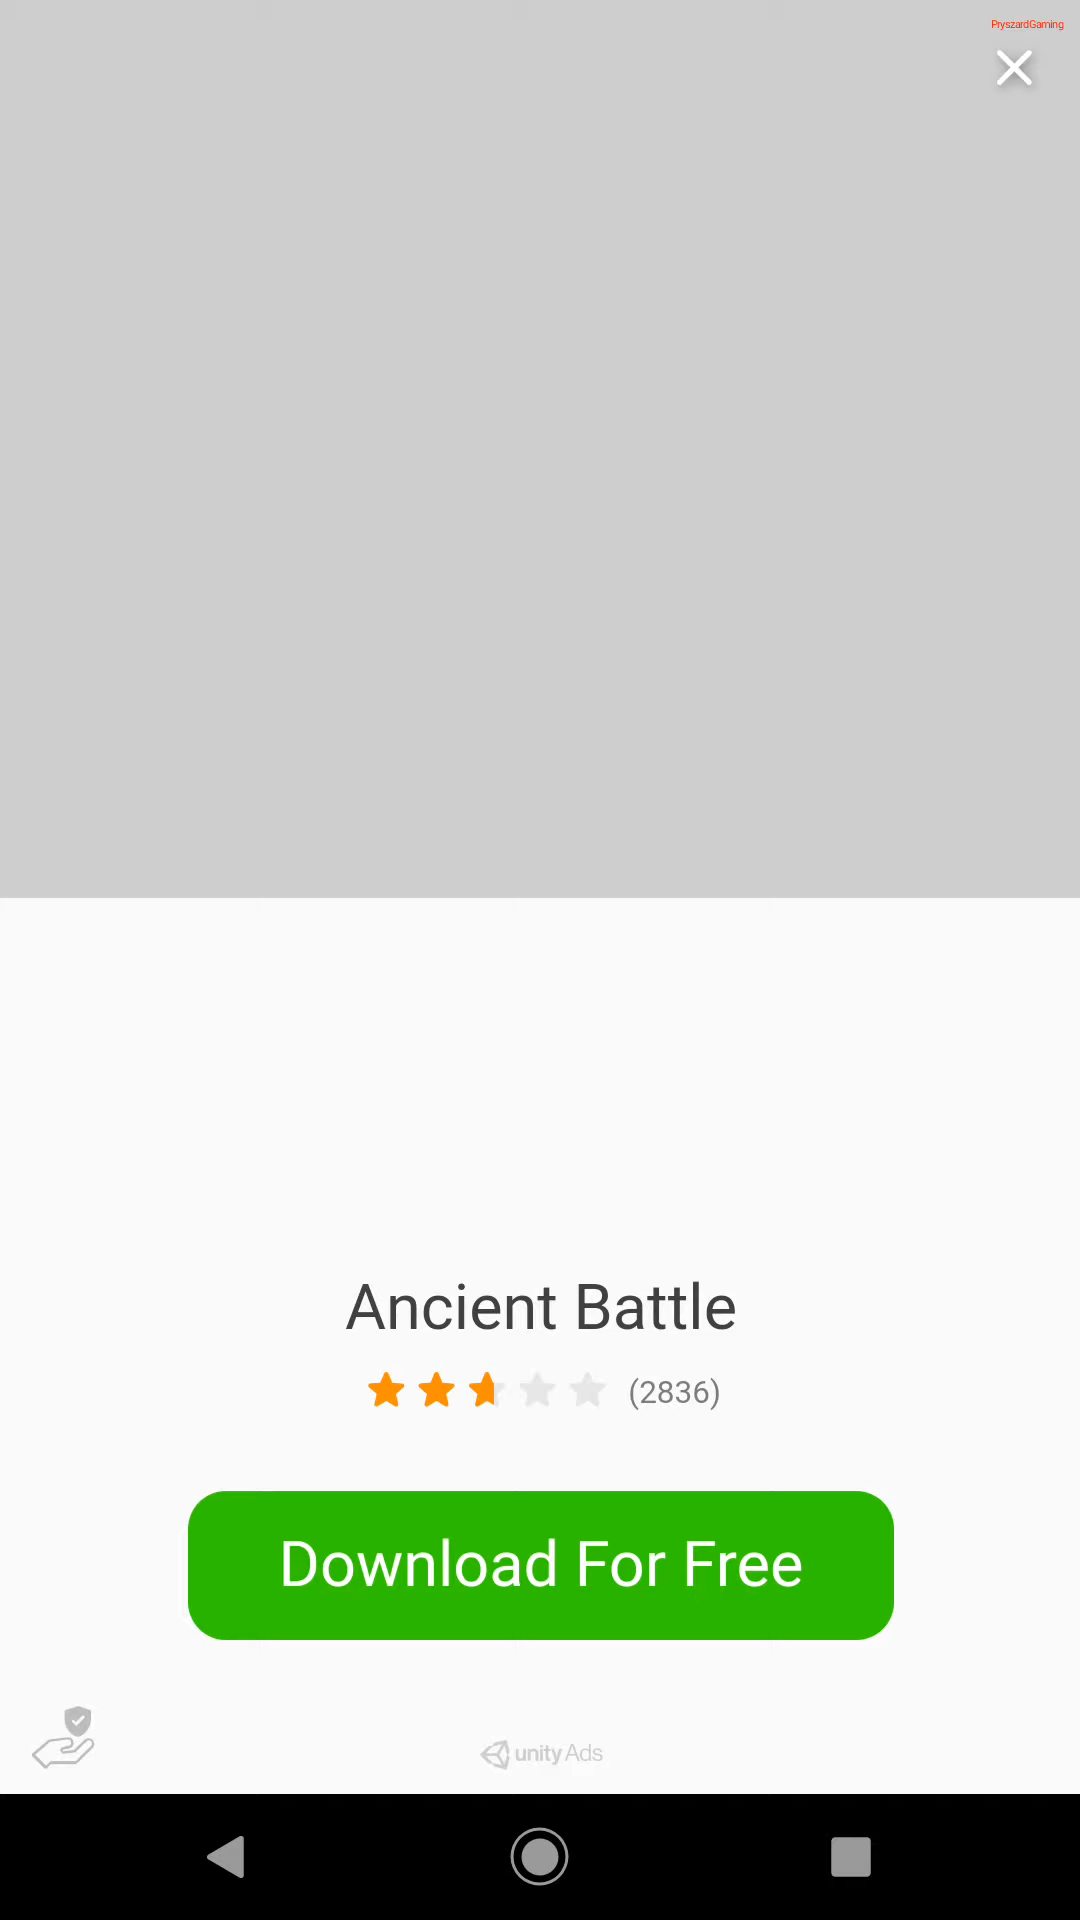 PryszardGaming
Ancient Battle
(2836)
Download For Free
unity Ads